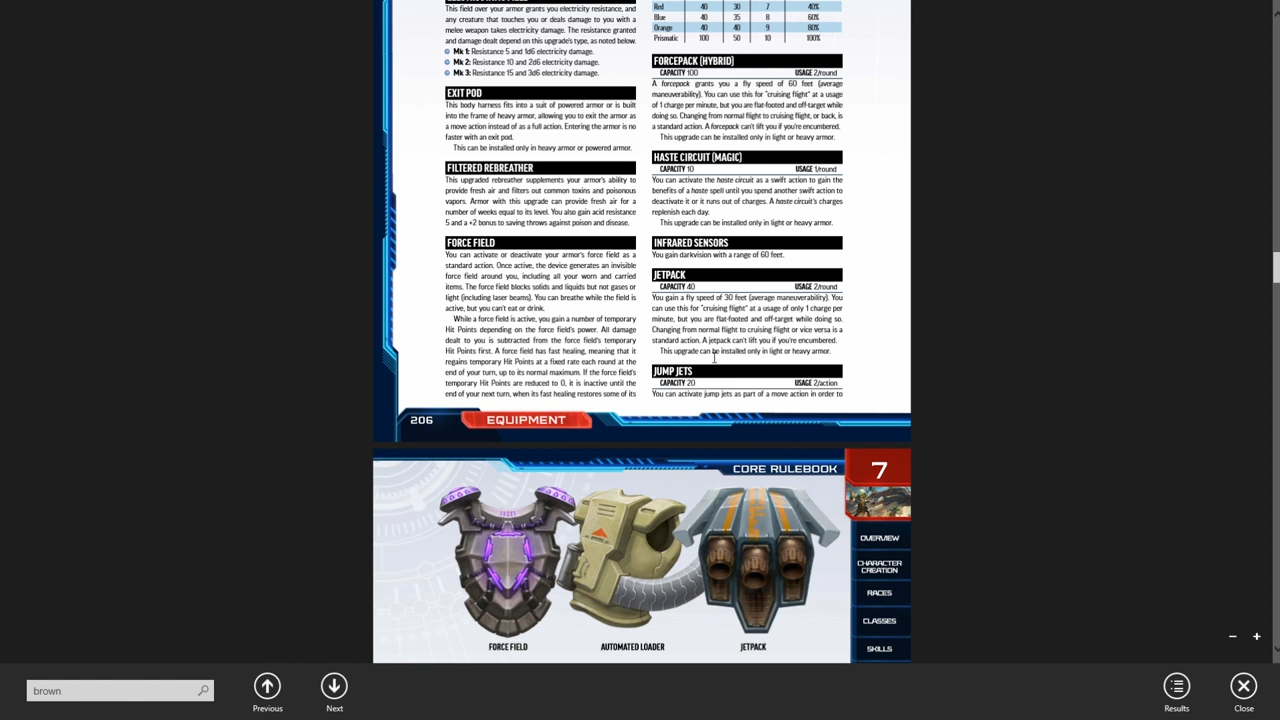 This field over your armor grants you electricity resistance, and
any creature that touches you or deals damage to you with a
melee weapon takes electricity damage. The resistance granted
and damage dealt depend on this upgrade's type, as noted below.
Mk 1: Resistance 5 and 1d6 electricity damage.
Mk 2: Resistance 10 and 2d6 electricity damage.
Mk 3: Resistance 15 and 3d6 electricity damage.
EXIT POD
This body harness fits into a suit of powered armor or is built
into the frame of heavy armor, allowing you to exit the armor as
a move action instead of as a full action. Entering the armor is no
faster with an exit pod.
This can be installed only in heavy armor or powered armor.
FILTERED REBREATHER
This upgraded rebreather supplements your armor's ability to
provide fresh air and filters out common toxins and poisonous
vapors. Armor with this upgrade can provide fresh air for a
number of weeks equal to its level. You also gain acid resistance
5 and a +2 bonus to saving throws against poison and disease.
FORCE FIELD
You can activate or deactivate your armor's force field as a
standard action. Once active, the device generates an invisible
force field around you, including all your worn and carried
items. The force field blocks solids and liquids but not gases or
light (including laser beams). You can breathe while the field is
active, but you can't eat or drink.
While a force field is active, you gain a number of temporary
Hit Points depending on the force field's power. All damage
dealt to you is subtracted from the force field's temporary
Hit Points first. A force field has fast healing, meaning that it
regains temporary Hit Points at a fixed rate each round at the
end of your turn, up to its normal maximum. If the force field's
temporary Hit Points are reduced to 0, it is inactive until the
end of your next turn, when its fast healing restores some of its
Red 40 30 7 40%
Blue 40 35 8 60%
Orange 40 40 9 80%
Prismatic 100 50 10 100%
FORCEPACK (HYBRID)
CAPACITY 100 USAGE 2/round
A forcepack grants you a fly speed of 60 feet (average
maneuverability). You can use this for "cruising flight" at a usage
of 1 charge per minute, but you are flat-footed and off-target while
doing so. Changing from normal flight to cruising flight, or back, is
a standard action. A forcepack can't lift you if you're encumbered.
This upgrade can be installed only in light or heavy armor.
HASTE CIRCUIT (MAGIC)
CAPACITY 10 USAGE 1/round
You can activate the haste circuit as a swift action to gain the
benefits of a haste spell until you spend another swift action to
deactivate it or it runs out of charges. A haste circuit's charges
replenish each day.
This upgrade can be installed only in light or heavy armor.
INFRARED SENSORS
You gain darkvision with a range of 60 feet.
JETPACK
CAPACITY 40 USAGE 2/round
You gain a fly speed of 30 feet (average maneuverability). You
can use this for "cruising flight" at a usage of only 1 charge per
minute, but you are flat-footed and off-target while doing so.
Changing from normal flight to cruising flight or vice versa is a
standard action. A jetpack can't lift you if you're encumbered.
This upgrade can be installed only in light or heavy armor.
JUMP JETS
CAPACITY 20 USAGE 2/action
You can activate jump jets as part of a move action in order to
206 EQUIPMENT
CORE RULEBOOK 7
OVERVIEW
CHARACTER
CREATION
RACES
CLASSES
SKILLS
FORCE FIELD AUTOMATED LOADER JETPACK
brown
Previous Next Results Close